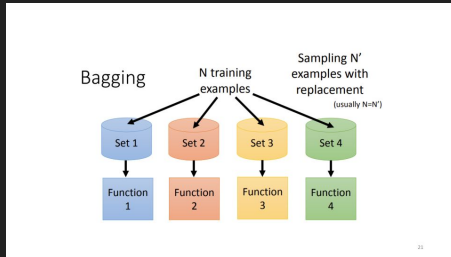 Bagging
N training
examples
Sampling N’
examples with
replacement
(usually N=N’)
Set 1
Set 2
Set 3
Set 4
Function
1
Function
2
Function
3
Function
4
21